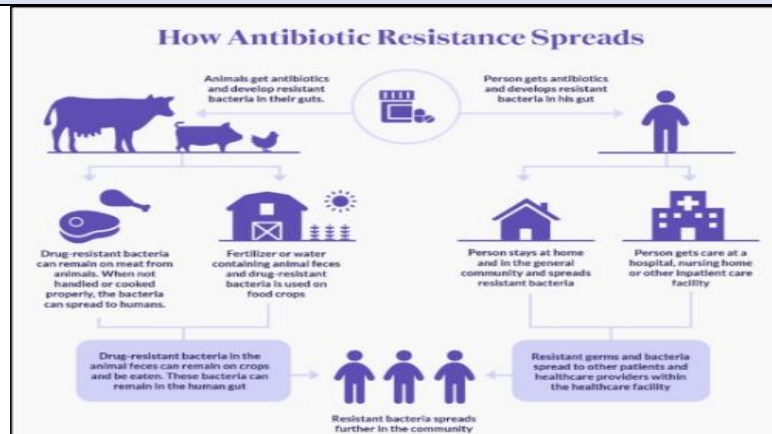 How Antibiotic Resistance Spreads
Animals get antibiotics
and develop resistant
bacteria in their guts.
Person gets antibiotics
and develops resistant
bacteria in his gut
Drug-resistant bacteria
can remain on meat from
animals. When not
handled or cooked
properly, the bacteria
can spread to humans.
Fertilizer or water
containing animal feces
and drug-resistant
bacteria is used on
food crops
Person stays at home
and in the general
community and spreads
resistant bacteria
Person gets care at a
hospital, nursing home
or other inpatient care
facility
Drug-resistant bacteria in the
animal feces can remain on crops
and be eaten. These bacteria can
remain in the human gut
Resistant germs and bacteria
spread to other patients and
healthcare providers within
the healthcare facility
Resistant bacteria spreads
further in the community